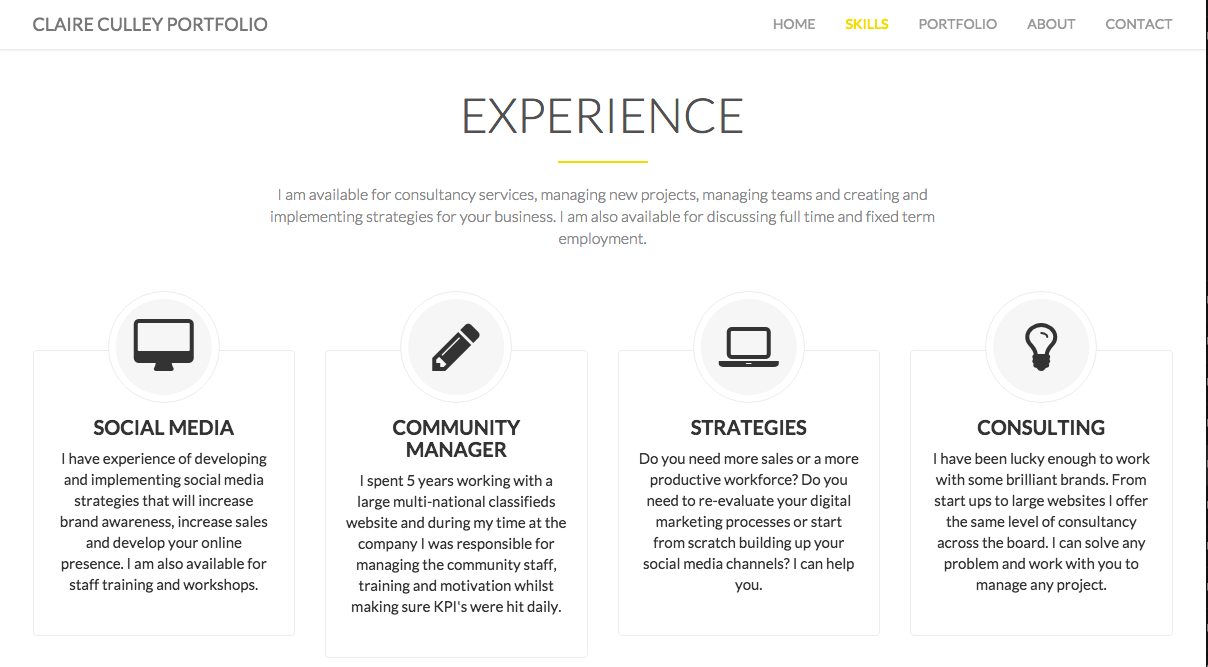 CLAIRE CULLEY PORTFOLIO
HOME SKILLS PORTFOLIO ABOUT CONTACT
EXPERIENCE
I am available for consultancy services, managing new projects, managing teams and creating and
implementing strategies for your business. I am also available for discussing full time and fixed term
employment.
SOCIAL MEDIA
I have experience of developing
and implementing social media
strategies that will increase
brand awareness, increase sales
and develop your online
presence. I am also available for
staff training and workshops.
COMMUNITY
MANAGER
I spent 5 years working with a
large multi-national classifieds
website and during my time at the
company I was responsible for
managing the community staff,
training and motivation whilst
making sure KPI's were hit daily.
STRATEGIES
Do you need more sales or a more
productive workforce? Do you
need to re-evaluate your digital
marketing processes or start
from scratch building up your
social media channels? I can help
you.
CONSULTING
I have been lucky enough to work
with some brilliant brands. From
start ups to large websites I offer
the same level of consultancy
across the board. I can solve any
problem and work with you to
manage any project.